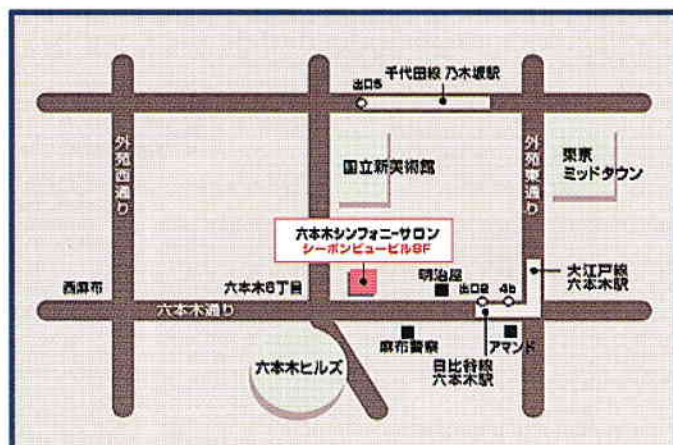 千代田線 乃木坂駅
出口5
外苑西通り
国立新美術館
外苑東通り
東京
ミッドタウン
六本木シンフォニーサロン
シーボンビュービル9F
大江戸線
六本木駅
西麻布
六本木6丁目
明治屋
出口2
4b
六本木通り
六本木ヒルズ
麻布警察
アマンド
日比谷線
六本木駅